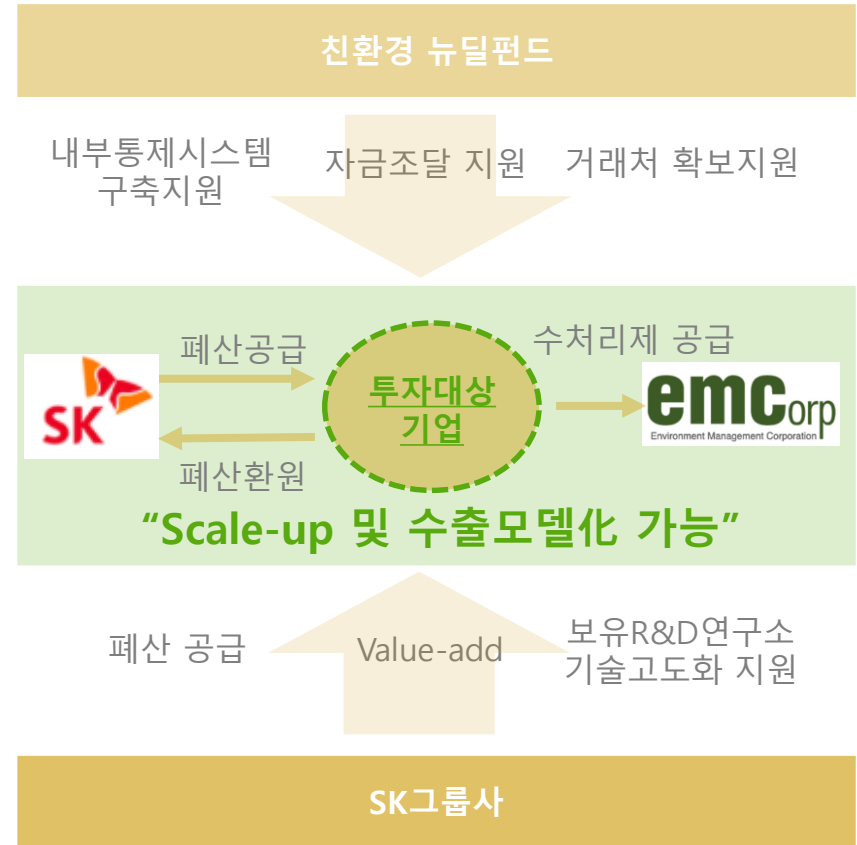 친환경 뉴딜펀드
내부통제시스템
구축지원
자금조달 지원
거래처 확보지원
폐산공급
수처리제 공급
SK
투자대상
기업
emcorp
Environment Management Corporation
폐산환원
“Scale-up 및 수출모델化 가능”
폐산 공급
Value-add
보유R&D연구소
기술고도화 지원
SK그룹사